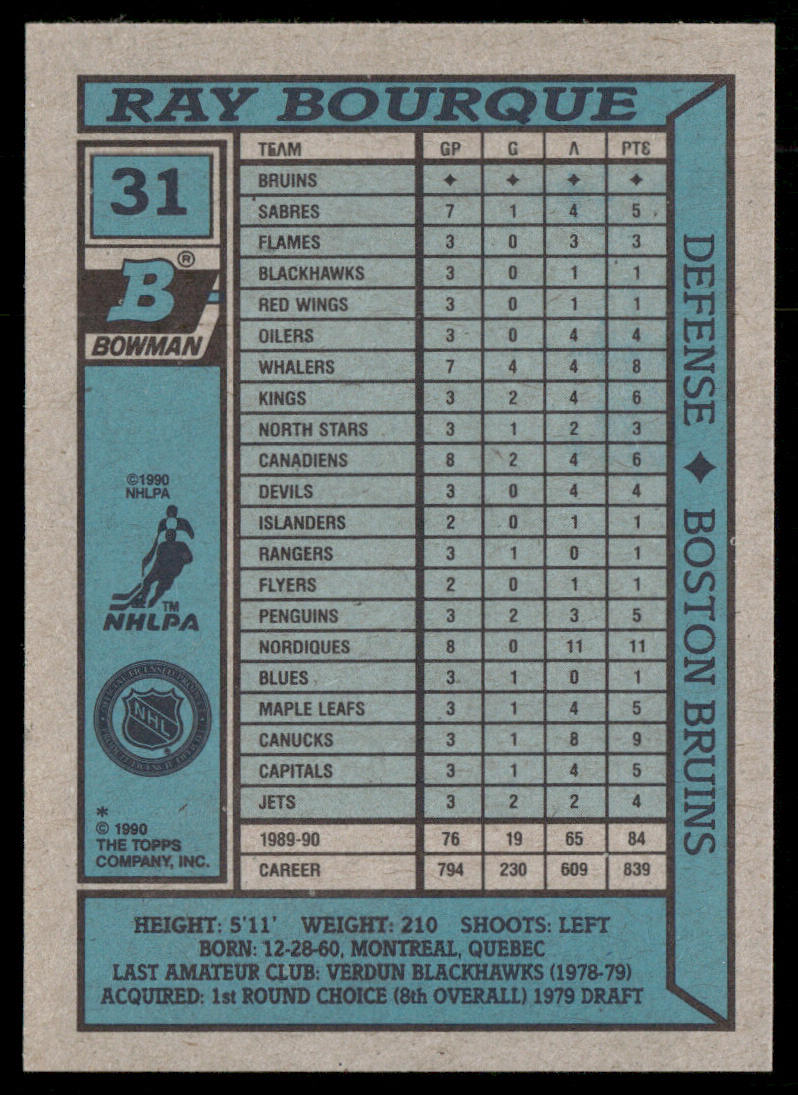 RAY BOURQUE
31
B®
BOWMAN
©1990
NHLPA
TM
NHLPA
NHL
®
*
© 1990
THE TOPPS
COMPANY, INC.
TEAM GP G A PTS
BRUINS ✦ ✦ ✦ ✦
SABRES 7 1 4 5
FLAMES 3 0 3 3
BLACKHAWKS 3 0 1 1
RED WINGS 3 0 1 1
OILERS 3 0 4 4
WHALERS 7 4 4 8
KINGS 3 2 4 6
NORTH STARS 3 1 2 3
CANADIENS 8 2 4 6
DEVILS 3 0 4 4
ISLANDERS 2 0 1 1
RANGERS 3 1 0 1
FLYERS 2 0 1 1
PENGUINS 3 2 3 5
NORDIQUES 8 0 11 11
BLUES 3 1 0 1
MAPLE LEAFS 3 1 4 5
CANUCKS 3 1 8 9
CAPITALS 3 1 4 5
JETS 3 2 2 4
1989-90 76 19 65 84
CAREER 794 230 609 839
DEFENSE ✦ BOSTON BRUINS
HEIGHT: 5'11' WEIGHT: 210 SHOOTS: LEFT
BORN: 12-28-60, MONTREAL, QUEBEC
LAST AMATEUR CLUB: VERDUN BLACKHAWKS (1978-79)
ACQUIRED: 1st ROUND CHOICE (8th OVERALL) 1979 DRAFT